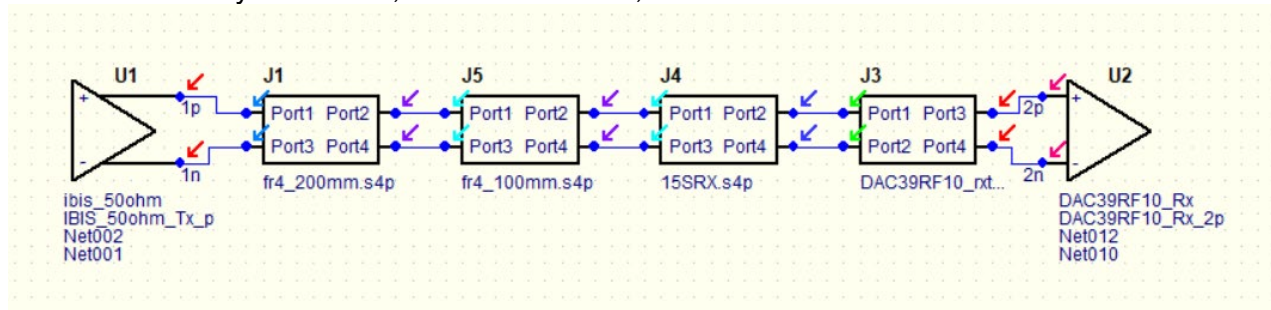 U1
J1
J5
J4
J3
U2
+
1p
-
1n
Port1 Port2
Port3 Port4
Port1 Port2
Port3 Port4
Port1 Port2
Port3 Port4
Port1 Port3
Port2 Port4
2p
2n
+
-
ibis_50ohm
IBIS_50ohm_Tx_p
Net002
Net001
fr4_200mm.s4p
fr4_100mm.s4p
15SRX.s4p
DAC39RF10_rxt...
DAC39RF10_Rx
DAC39RF10_Rx_2p
Net012
Net010